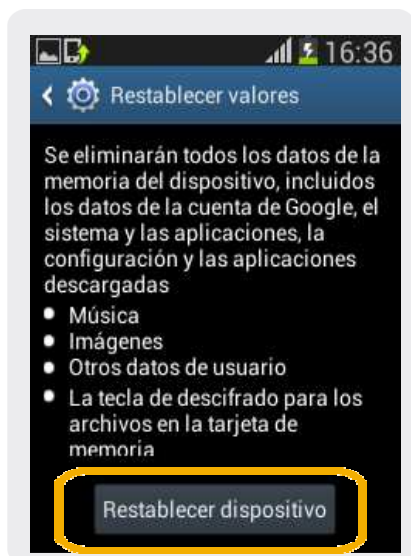 16:36
Restablecer valores
Se eliminarán todos los datos de la
memoria del dispositivo, incluidos
los datos de la cuenta de Google, el
sistema y las aplicaciones, la
configuración y las aplicaciones
descargadas
• Música
• Imágenes
• Otros datos de usuario
• La tecla de descifrado para los
archivos en la tarjeta de
memoria
Restablecer dispositivo